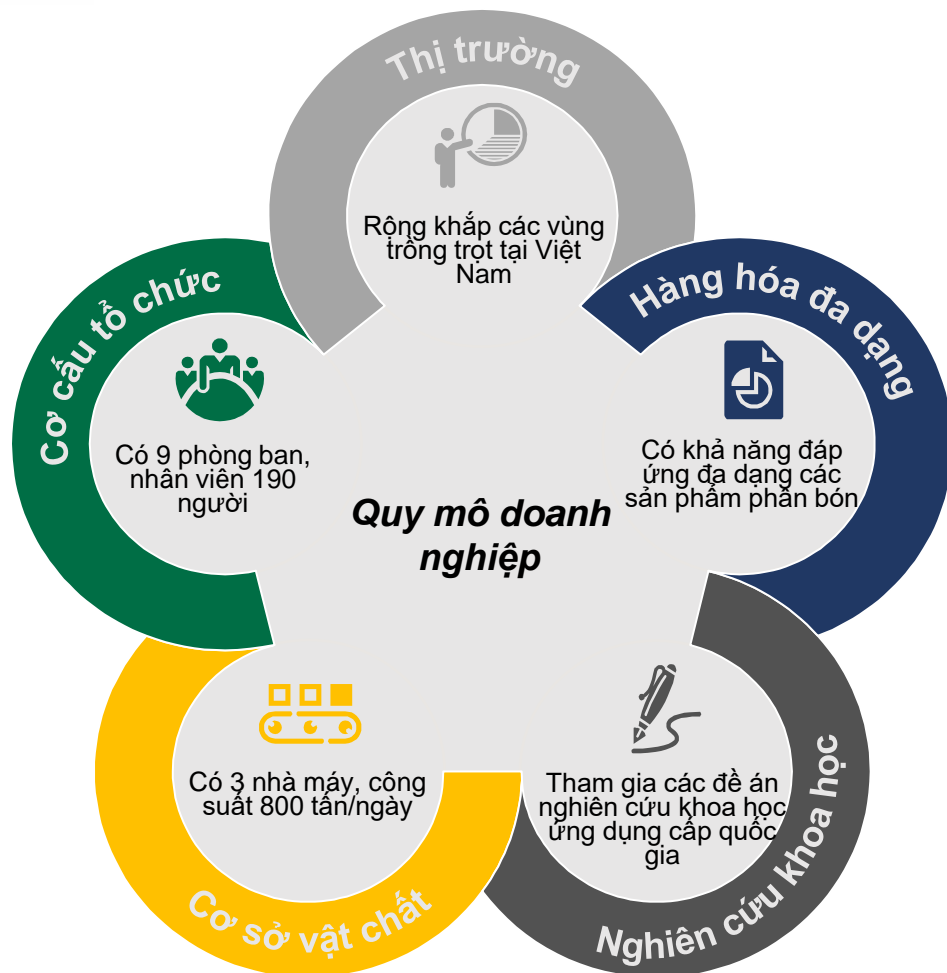 Thị trường
Rộng khắp các vùng
trồng trọt tại Việt
Nam
Hàng hóa đa dạng
Có khả năng đáp
ứng đa dạng các
sản phẩm phân bón
Nghiên cứu khoa học
Tham gia các đề án
nghiên cứu khoa học
ứng dụng cấp quốc
gia
Cơ sở vật chất
Có 3 nhà máy, công
suất 800 tấn/ngày
Cơ cấu tổ chức
Có 9 phòng ban,
nhân viên 190
người
Quy mô doanh
nghiệp